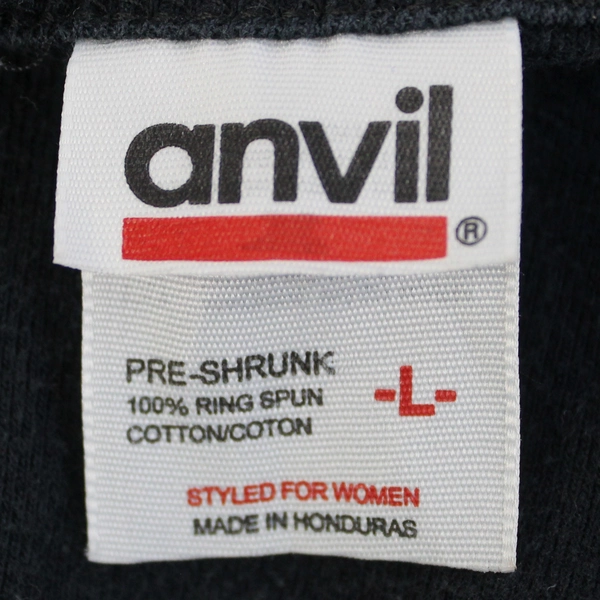 anvil®
PRE-SHRUNK
100% RING SPUN
COTTON/COTON
-L-
STYLED FOR WOMEN
MADE IN HONDURAS